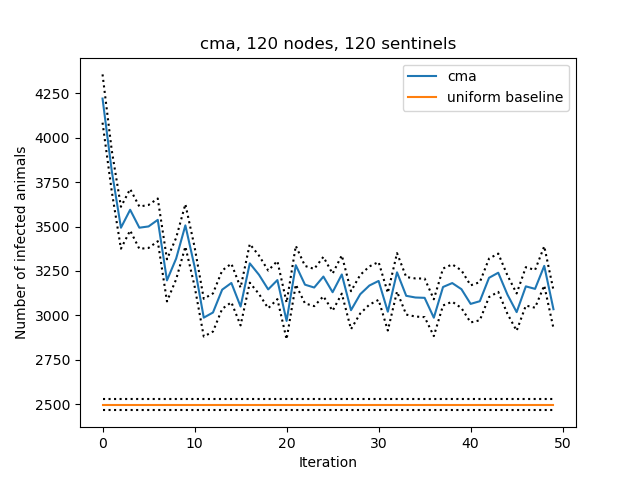 cma, 120 nodes, 120 sentinels
cma
uniform baseline
Number of infected animals
4250
4000
3750
3500
3250
3000
2750
2500
0 10 20 30 40 50
Iteration